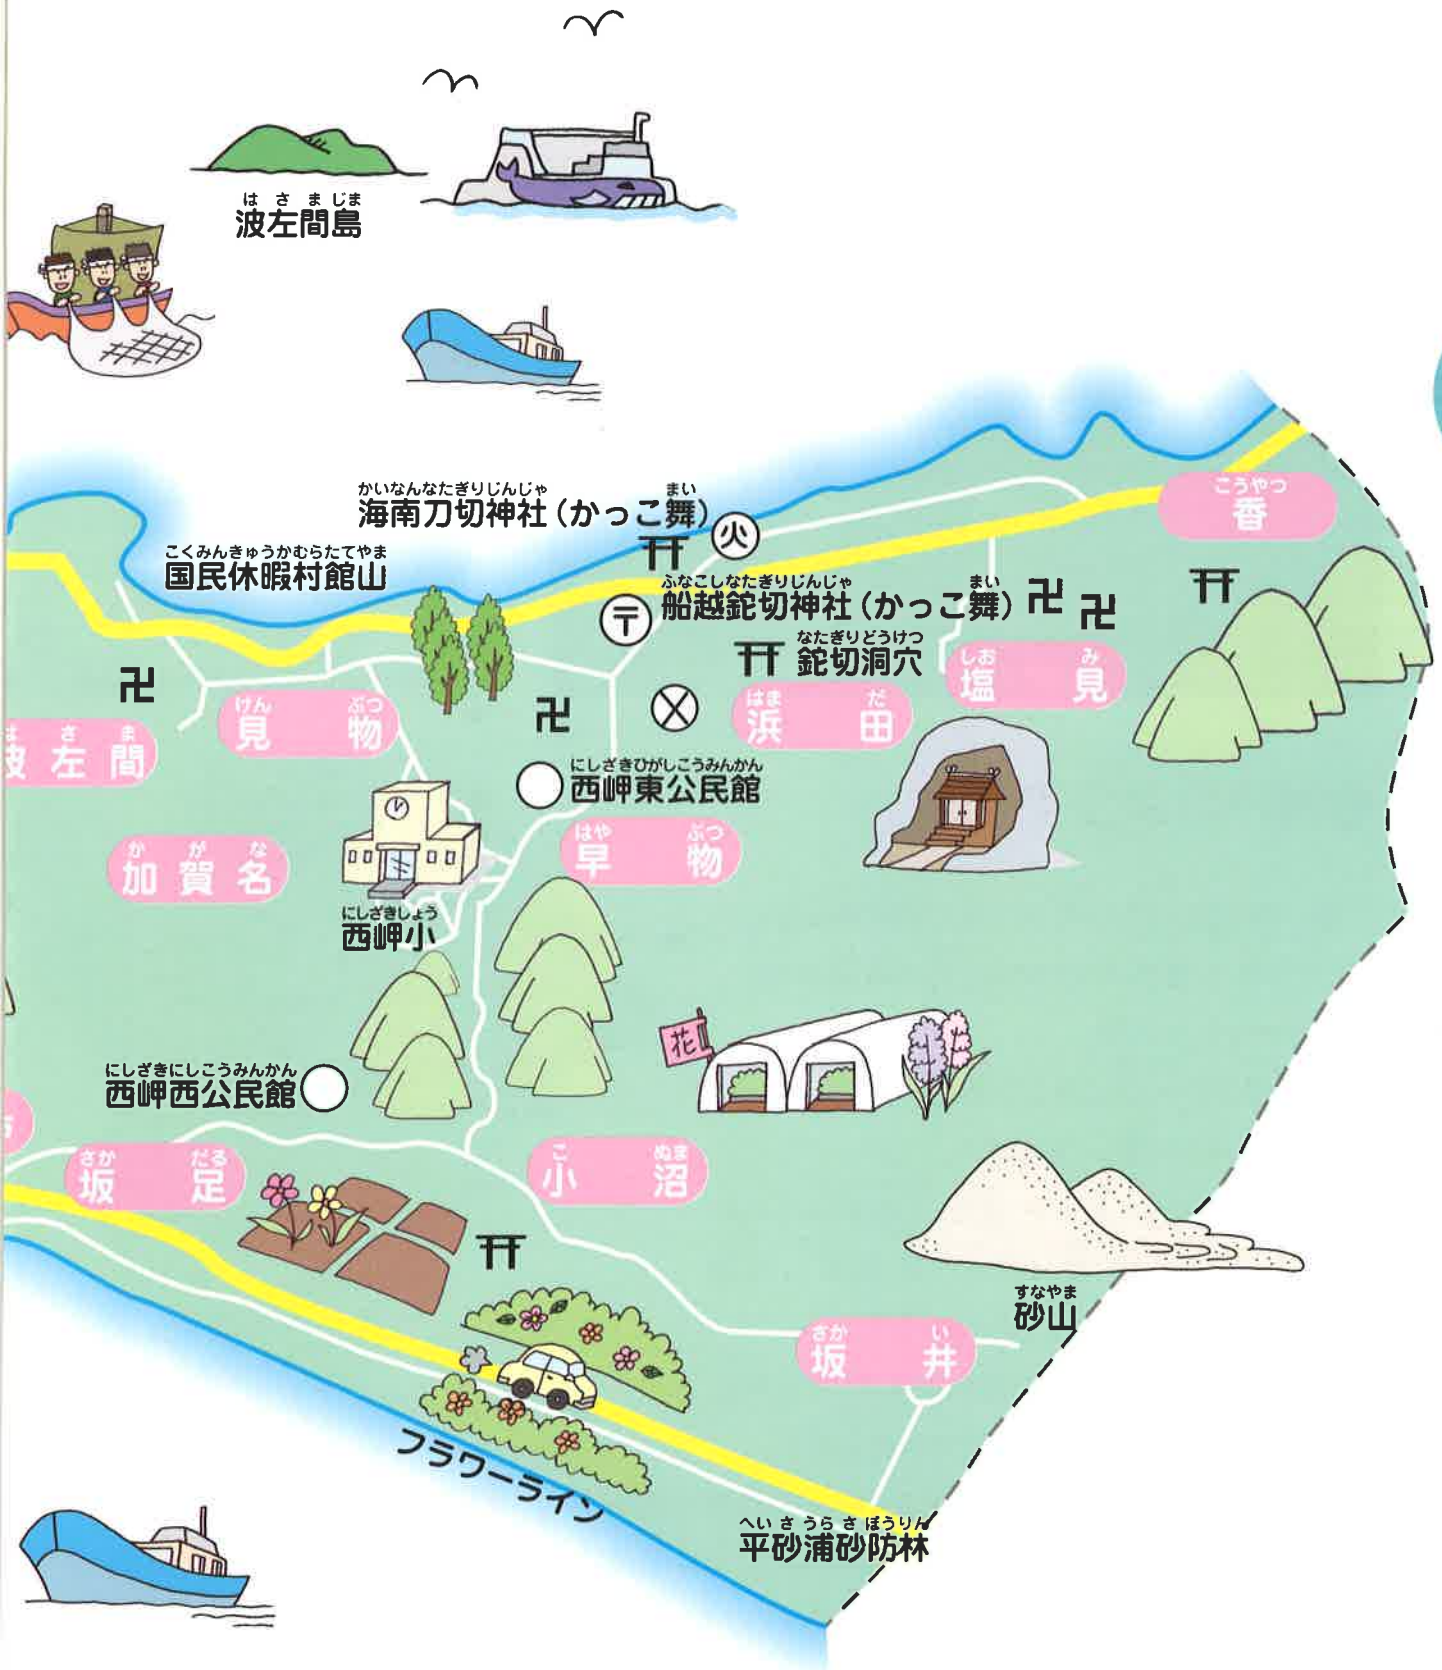 は さ ま じま
波左間島
かいなんなたぎりじんじゃ まい
海南刀切神社(かっこ舞)
火
こうやつ
香
こくみんきゅうかむらたてやま
国民休暇村館山
〒
ふなこしなたぎりじんじゃ まい
船越鉈切神社(かっこ舞)
なたぎりどうけつ
鉈切洞穴
しお み
塩見
けん ぶつ
見物
はま だ
浜田
は さ ま
波左間
にしざきひがしこうみんかん
西岬東公民館
か が な
加賀名
はや ぶつ
早物
にしざきしょう
西岬小
花
にしざきにしこうみんかん
西岬西公民館
さか だる
坂足
こ ぬま
小沼
すなやま
砂山
さか い
坂井
フラワーライン
へい さ うら さ ぼうりん
平砂浦砂防林